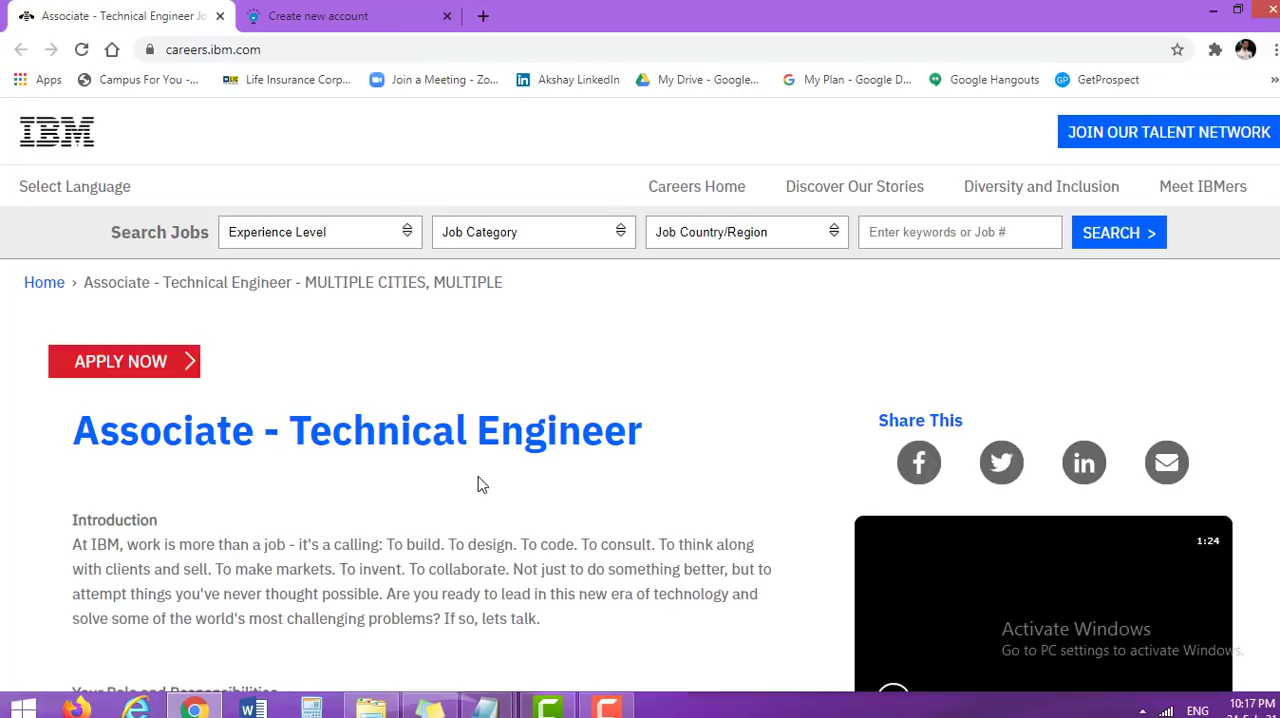 Associate - Technical Engineer Jo
Create new account
careers.ibm.com
Apps
Campus For You -...
Life Insurance Corp...
Join a Meeting - Zo...
Akshay LinkedIn
My Drive - Google...
My Plan - Google D...
Google Hangouts
GetProspect
IBM
JOIN OUR TALENT NETWORK
Select Language
Careers Home
Discover Our Stories
Diversity and Inclusion
Meet IBMers
Search Jobs
Experience Level
Job Category
Job Country/Region
Enter keywords or Job #
SEARCH >
Home › Associate - Technical Engineer - MULTIPLE CITIES, MULTIPLE
APPLY NOW
Associate - Technical Engineer
Share This
Introduction
At IBM, work is more than a job - it's a calling: To build. To design. To code. To consult. To think along
with clients and sell. To make markets. To invent. To collaborate. Not just to do something better, but to
attempt things you've never thought possible. Are you ready to lead in this new era of technology and
solve some of the world's most challenging problems? If so, lets talk.
1:24
Activate Windows
Go to PC settings to activate Windows.
Your Role and Responsibilities
ENG
10:17 PM